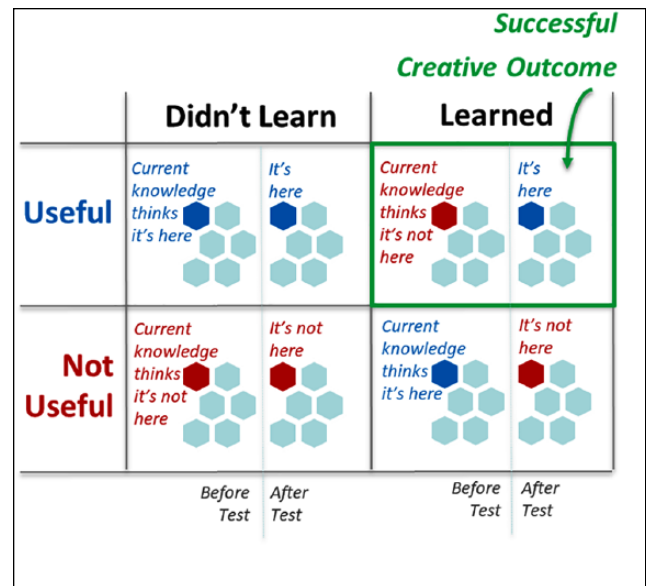 Successful
Creative Outcome
Didn't Learn
Learned
Useful
Current
knowledge
thinks
it's here
It's
here
Current
knowledge
thinks
it's not
here
It's
here
Not
Useful
Current
knowledge
thinks
it's not
here
It's not
here
Current
knowledge
thinks
it's here
It's not
here
Before
Test
After
Test
Before
Test
After
Test